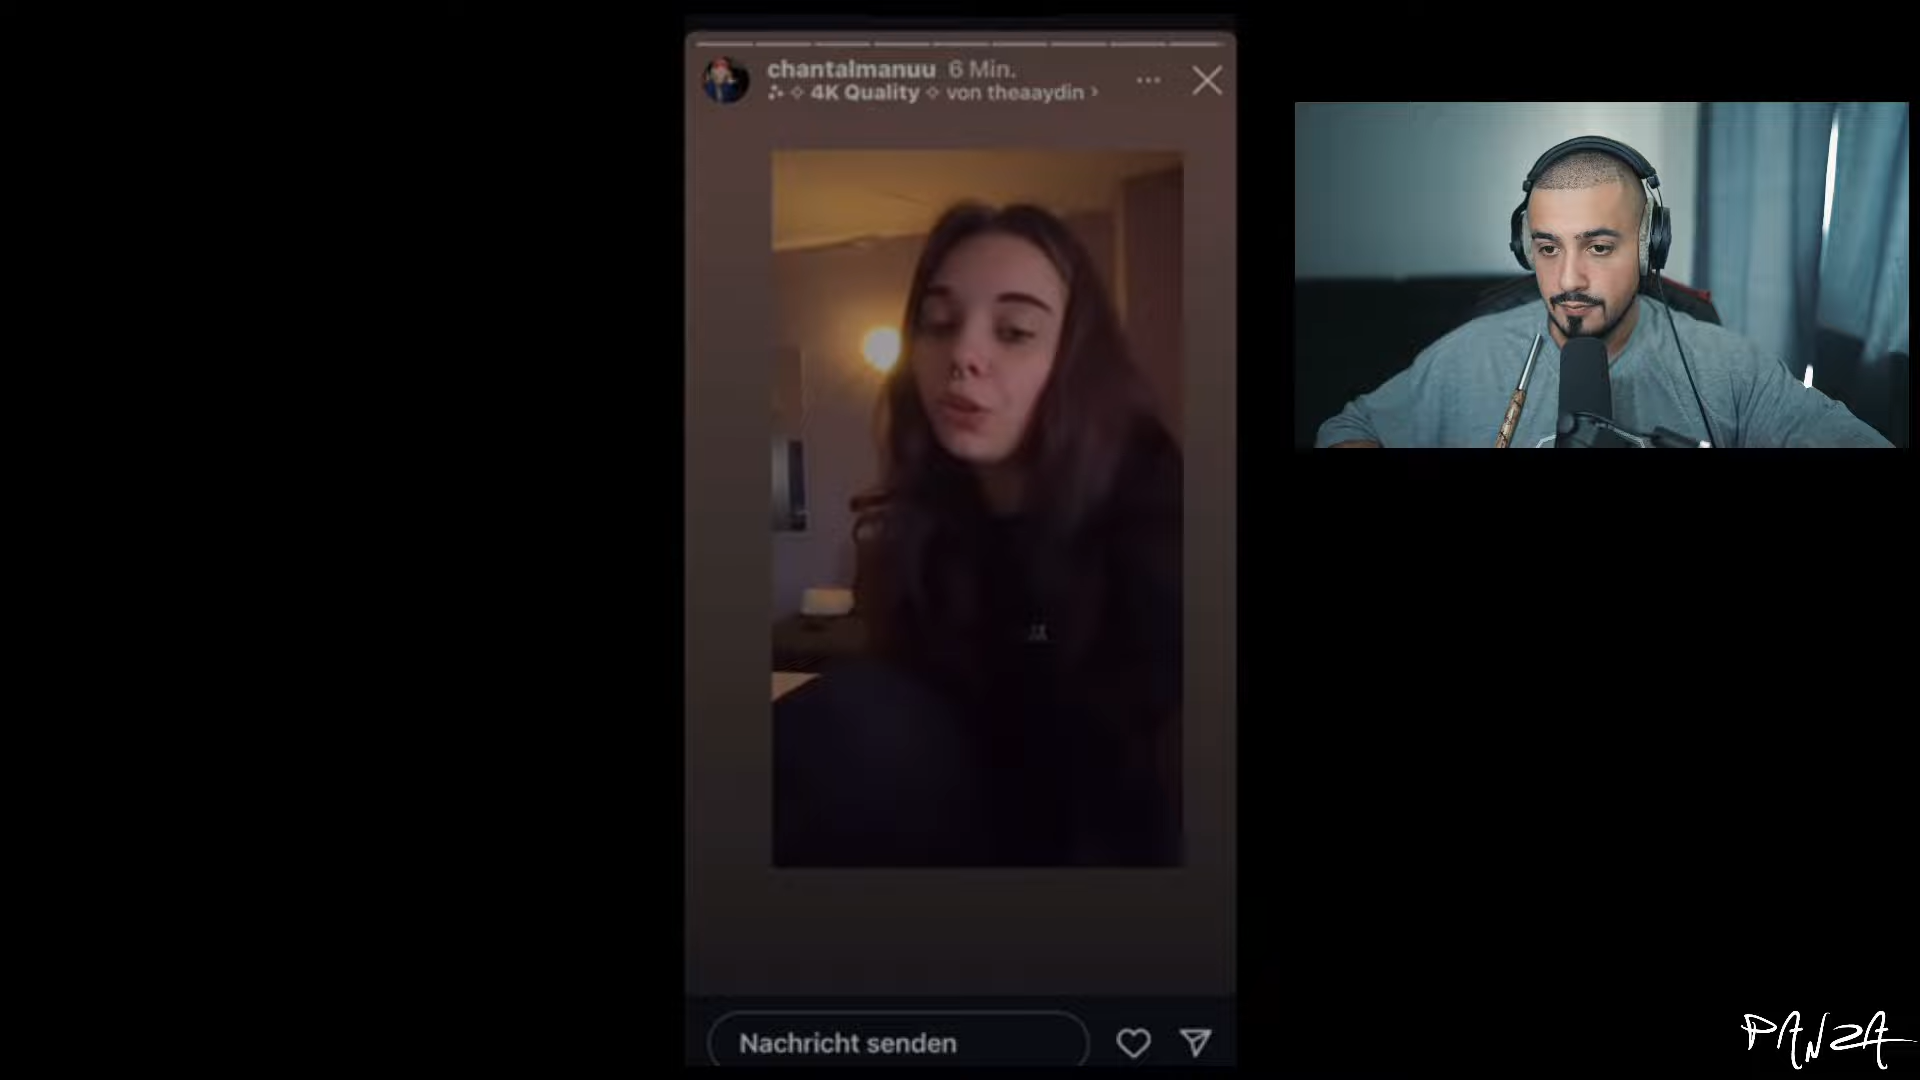 chantalmanuu 6 Min.
4K Quality ✧ von theaaydin ›
Nachricht senden
PANZA